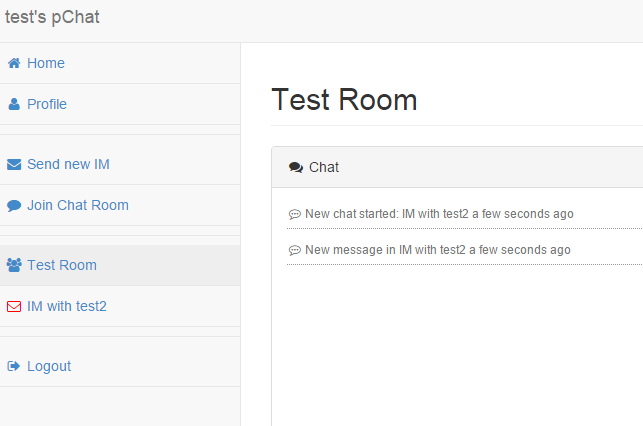 test's pChat
Home
Profile
Send new IM
Join Chat Room
Test Room
IM with test2
Logout
Test Room
Chat
New chat started: IM with test2 a few seconds ago
New message in IM with test2 a few seconds ago